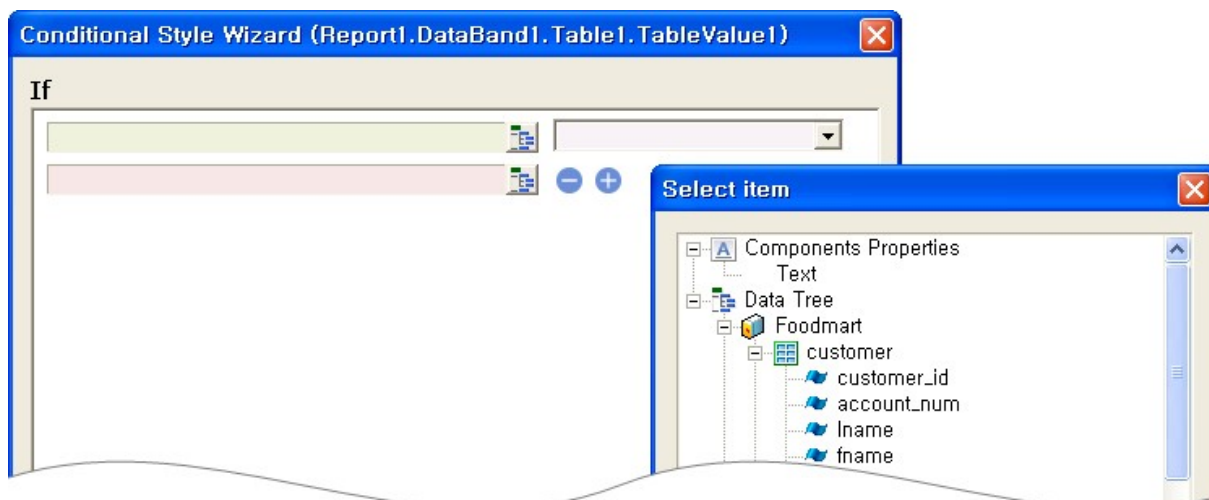 Conditional Style Wizard (Report1.DataBand1.Table1.TableValue1)
If
Select item
Components Properties
Text
Data Tree
Foodmart
customer
customer_id
account_num
lname
fname